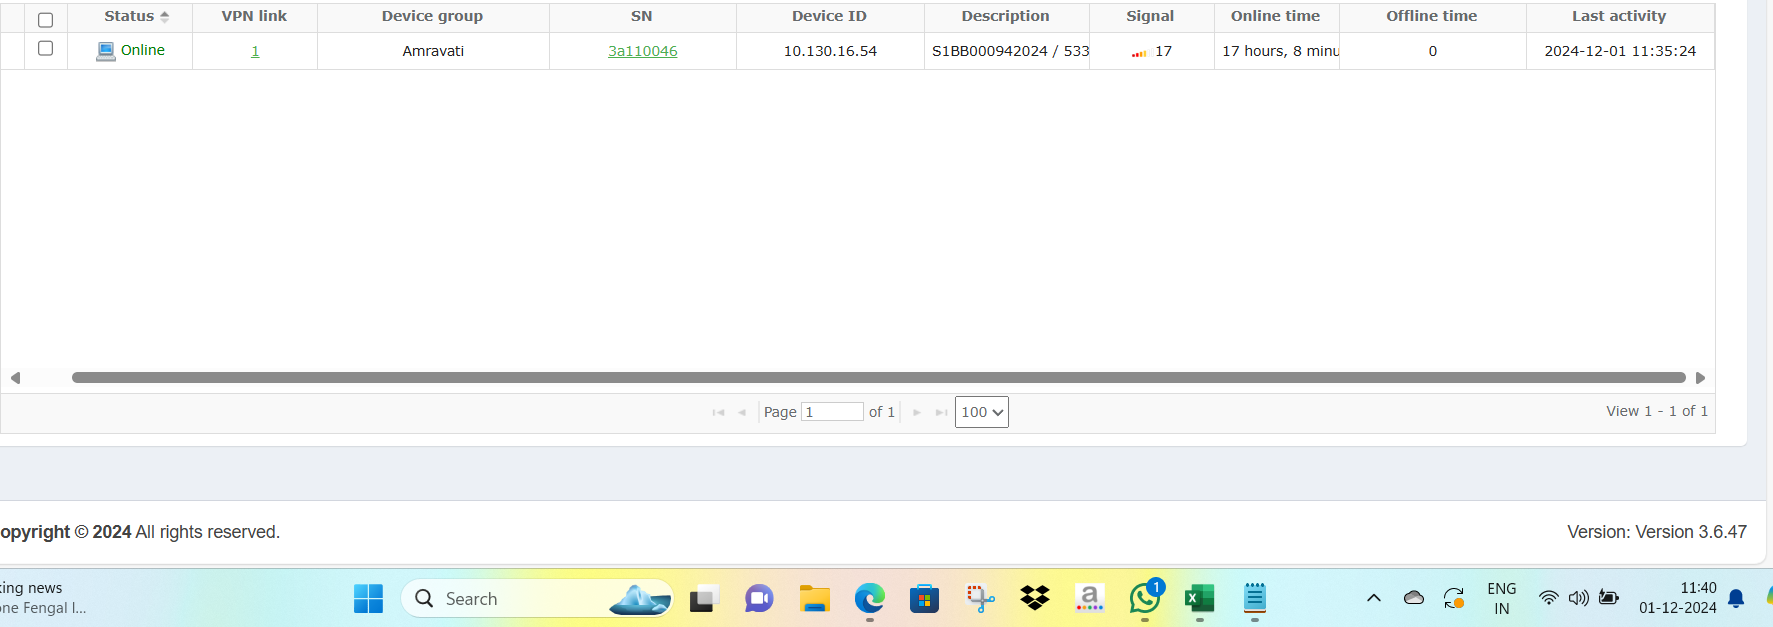 Status VPN link Device group SN Device ID Description Signal Online time Offline time Last activity
Online 1 Amravati 3a110046 10.130.16.54 S1BB000942024 / 533 17 17 hours, 8 minu 0 2024-12-01 11:35:24
Page 1 of 1 100 View 1 - 1 of 1
opyright © 2024 All rights reserved. Version: Version 3.6.47
king news
one Fengal l...
Search
a
1
X
ENG
IN
11:40
01-12-2024